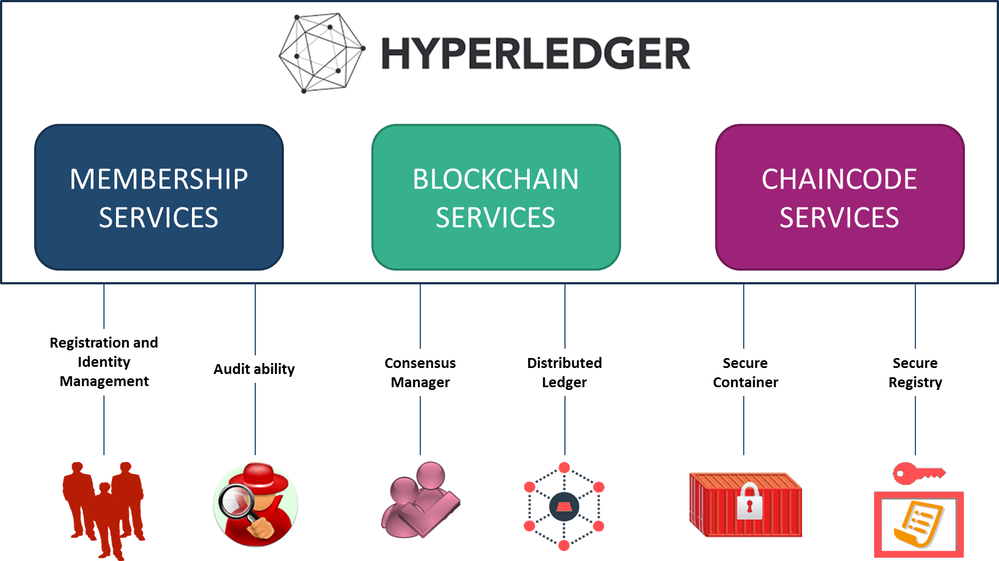 HYPERLEDGER
MEMBERSHIP
SERVICES
BLOCKCHAIN
SERVICES
CHAINCODE
SERVICES
Registration and
Identity
Management
Audit ability
Consensus
Manager
Distributed
Ledger
Secure
Container
Secure
Registry